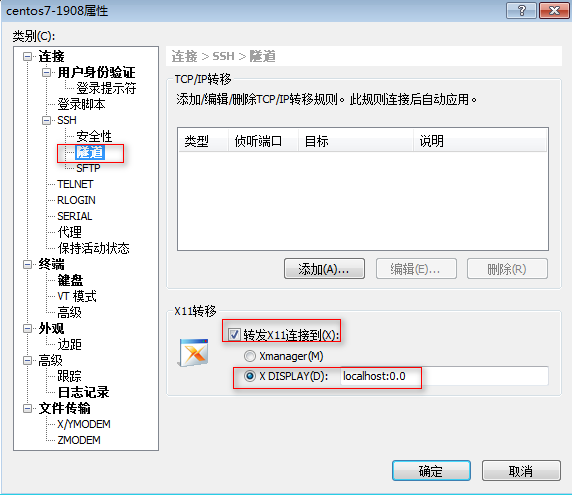 centos7-1908属性
类别(C):
连接
用户身份验证
登录提示符
登录脚本
SSH
安全性
隧道
SFTP
TELNET
RLOGIN
SERIAL
代理
保持活动状态
终端
键盘
VT 模式
高级
外观
边距
高级
跟踪
日志记录
文件传输
X/YMODEM
ZMODEM
连接 > SSH > 隧道
TCP/IP转移
添加/编辑/删除TCP/IP转移规则。此规则连接后自动应用。
类型 侦听端口 目标 说明
添加(A)... 编辑(E)... 删除(R)
X11转移
转发X11连接到(X):
Xmanager(M)
X DISPLAY(D): localhost:0.0
确定 取消